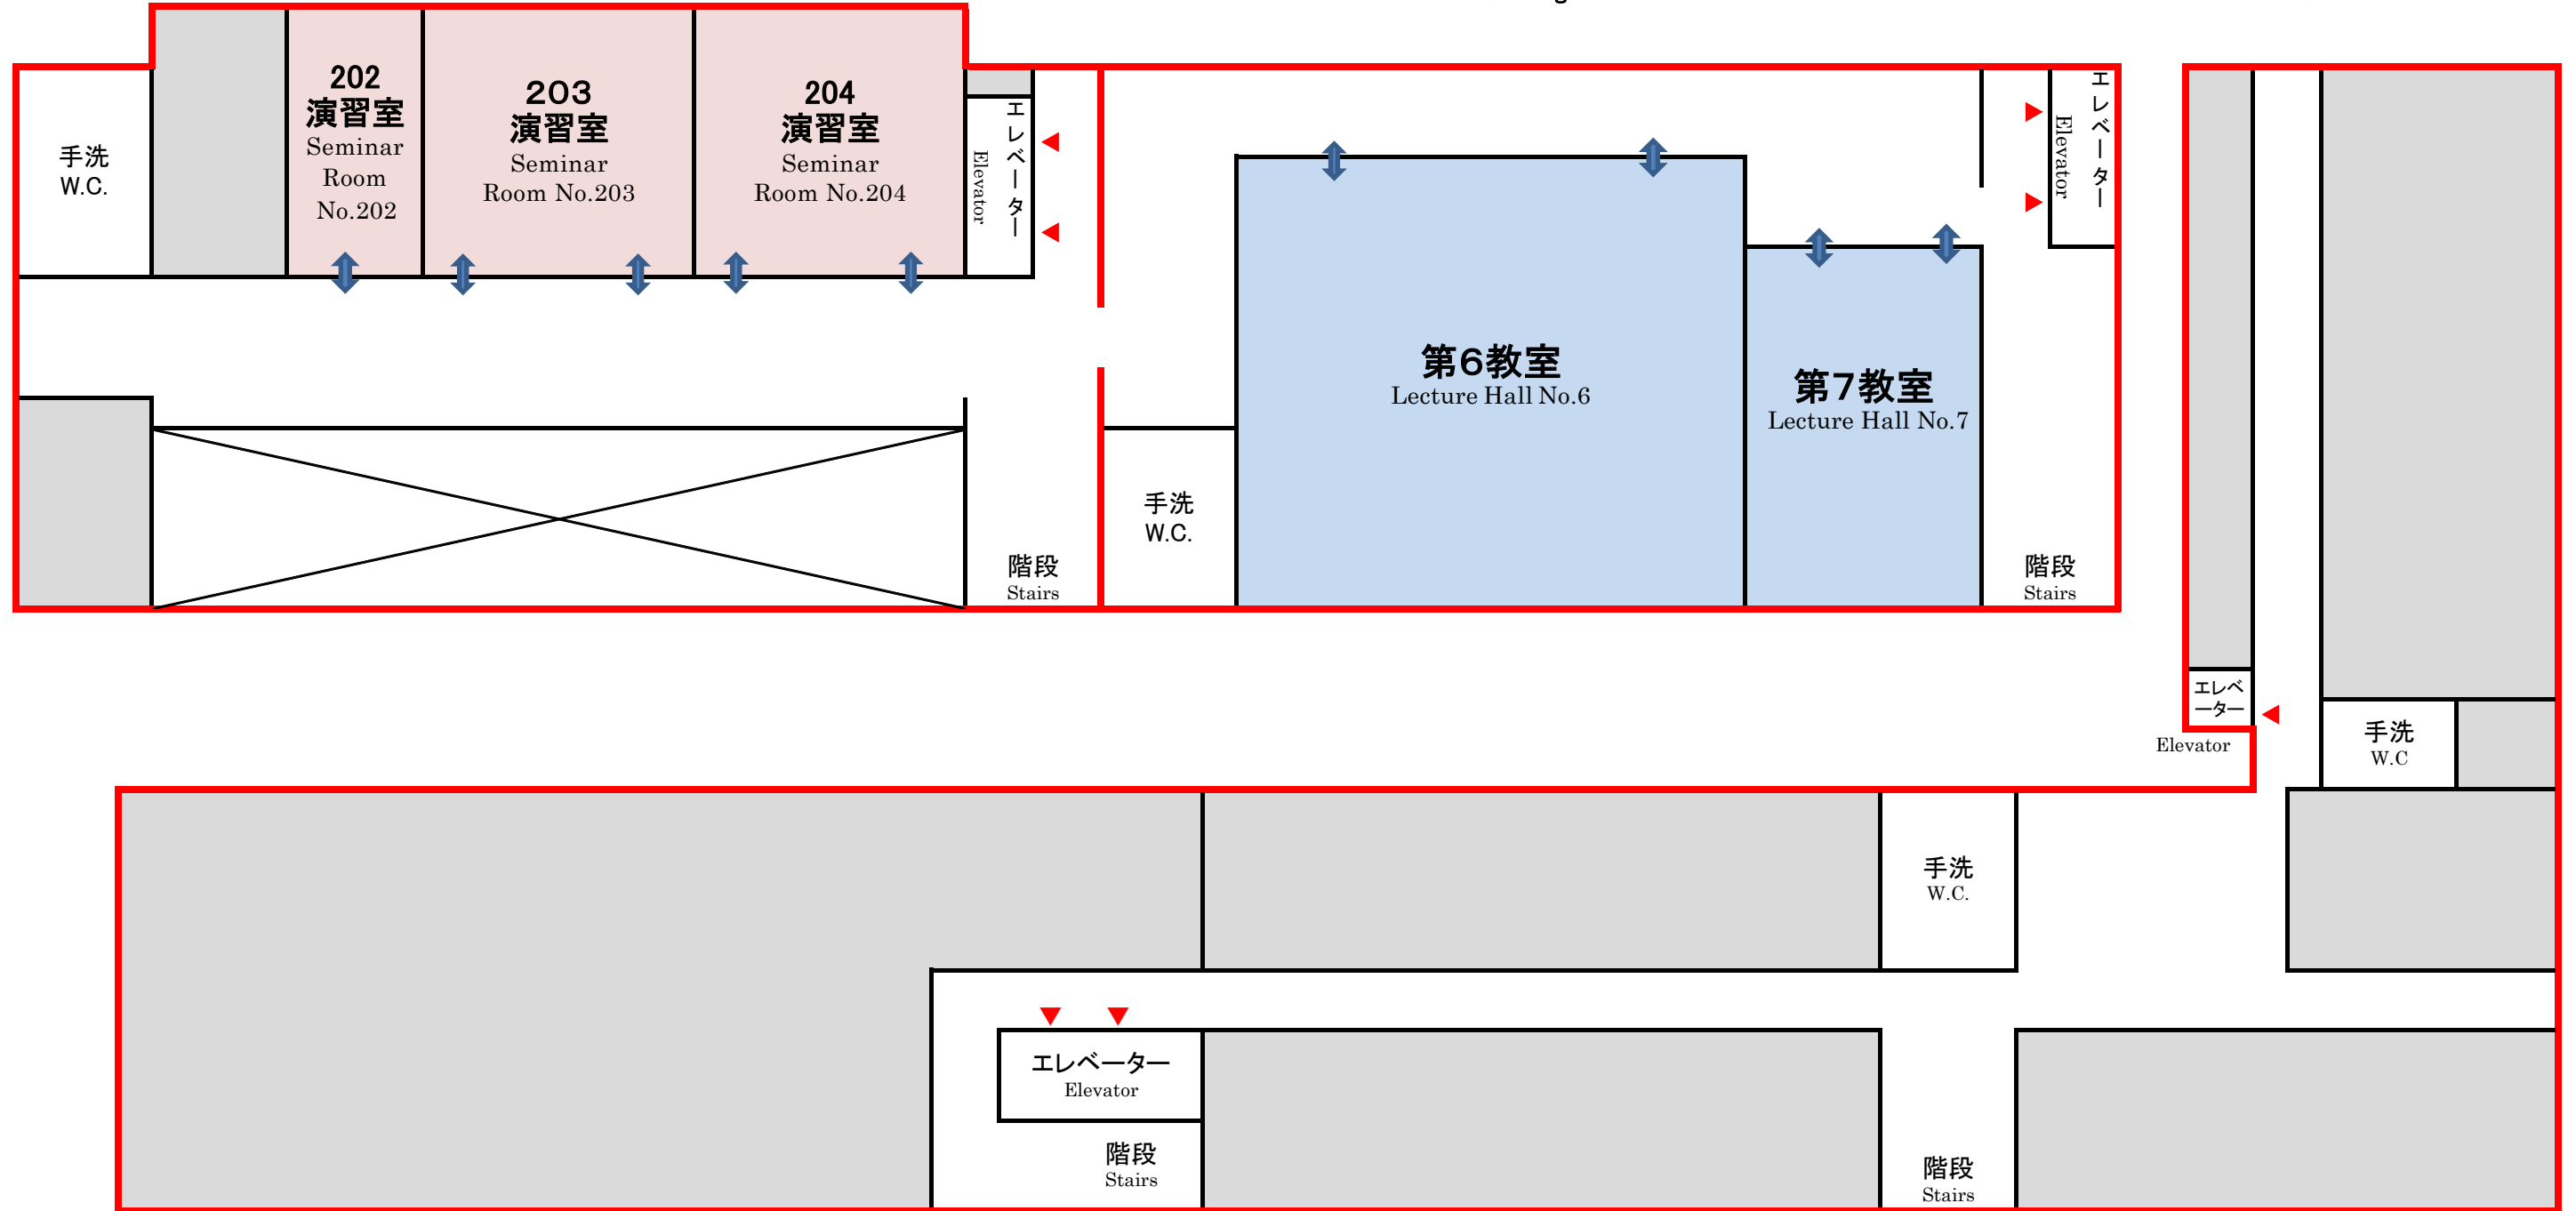 202
演習室
Seminar
Room
No.202
203
演習室
Seminar
Room No.203
204
演習室
Seminar
Room No.204
手洗
W.C.
エレベーター
Elevator
エレベーター
Elevator
第6教室
Lecture Hall No.6
第7教室
Lecture Hall No.7
手洗
W.C.
階段
Stairs
階段
Stairs
エレベ
ーター
Elevator
手洗
W.C
手洗
W.C.
エレベーター
Elevator
階段
Stairs
階段
Stairs